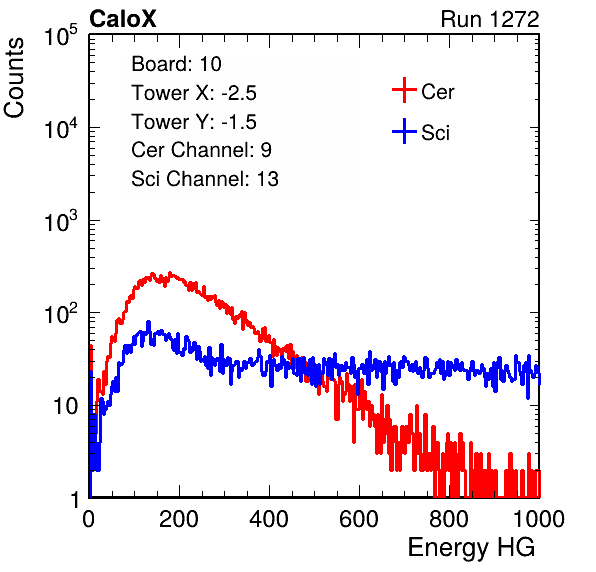 CaloX Run 1272
Counts
Board: 10
Tower X: -2.5
Tower Y: -1.5
Cer Channel: 9
Sci Channel: 13
Cer
Sci
10^5
10^4
10^3
10^2
10
1
0 200 400 600 800 1000
Energy HG